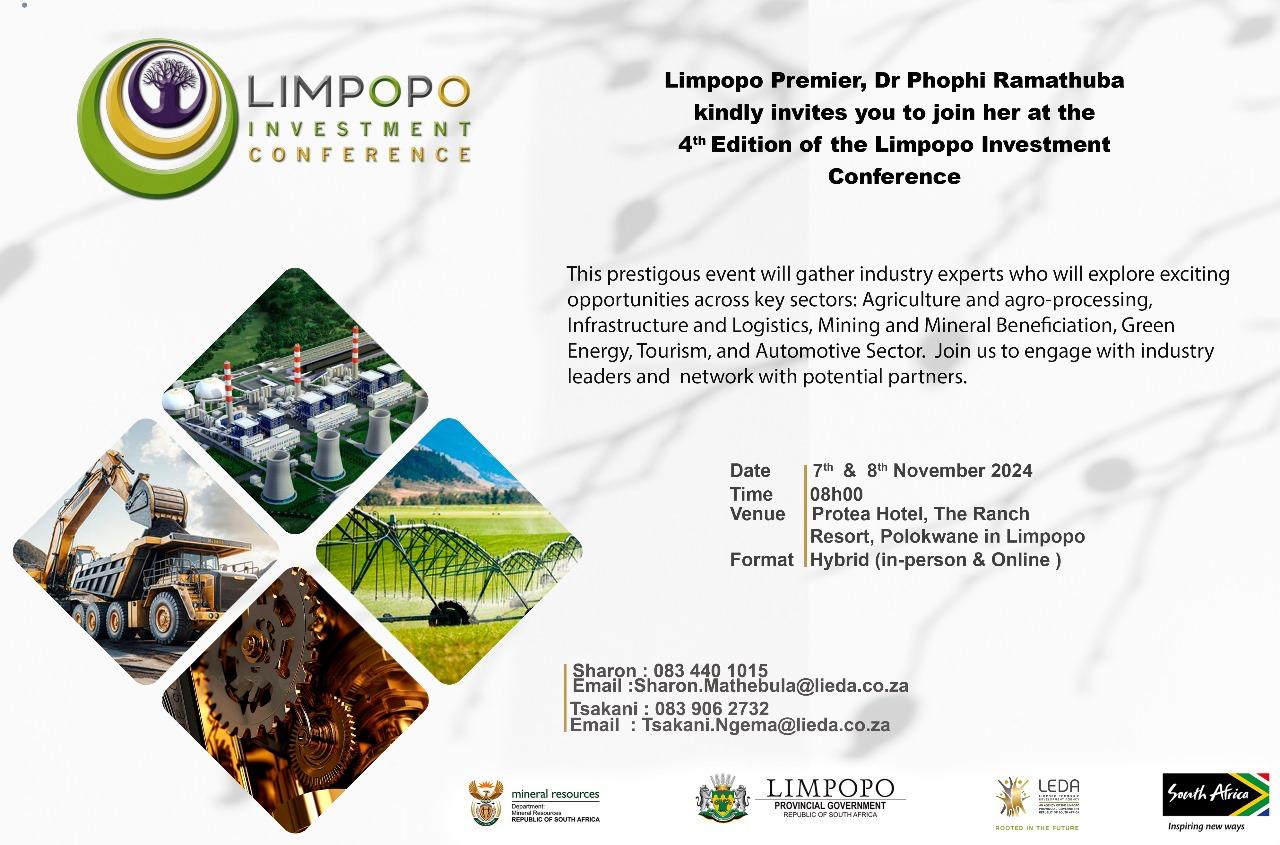 LIMPOPO
INVESTMENT
CONFERENCE
Limpopo Premier, Dr Phophi Ramathuba
kindly invites you to join her at the
4th Edition of the Limpopo Investment
Conference
This prestigous event will gather industry experts who will explore exciting
opportunities across key sectors: Agriculture and agro-processing,
Infrastructure and Logistics, Mining and Mineral Beneficiation, Green
Energy, Tourism, and Automotive Sector. Join us to engage with industry
leaders and network with potential partners.
Date 7th & 8th November 2024
Time 08h00
Venue Protea Hotel, The Ranch
Resort, Polokwane in Limpopo
Format Hybrid (in-person & Online )
Sharon : 083 440 1015
Email :Sharon.Mathebula@lieda.co.za
Tsakani : 083 906 2732
Email : Tsakani.Ngema@lieda.co.za
mineral resources
Department:
Mineral Resources
REPUBLIC OF SOUTH AFRICA
LIMPOPO
PROVINCIAL GOVERNMENT
REPUBLIC OF SOUTH AFRICA
LEDA
ROOTED IN THE FUTURE
South Africa
Inspiring new ways